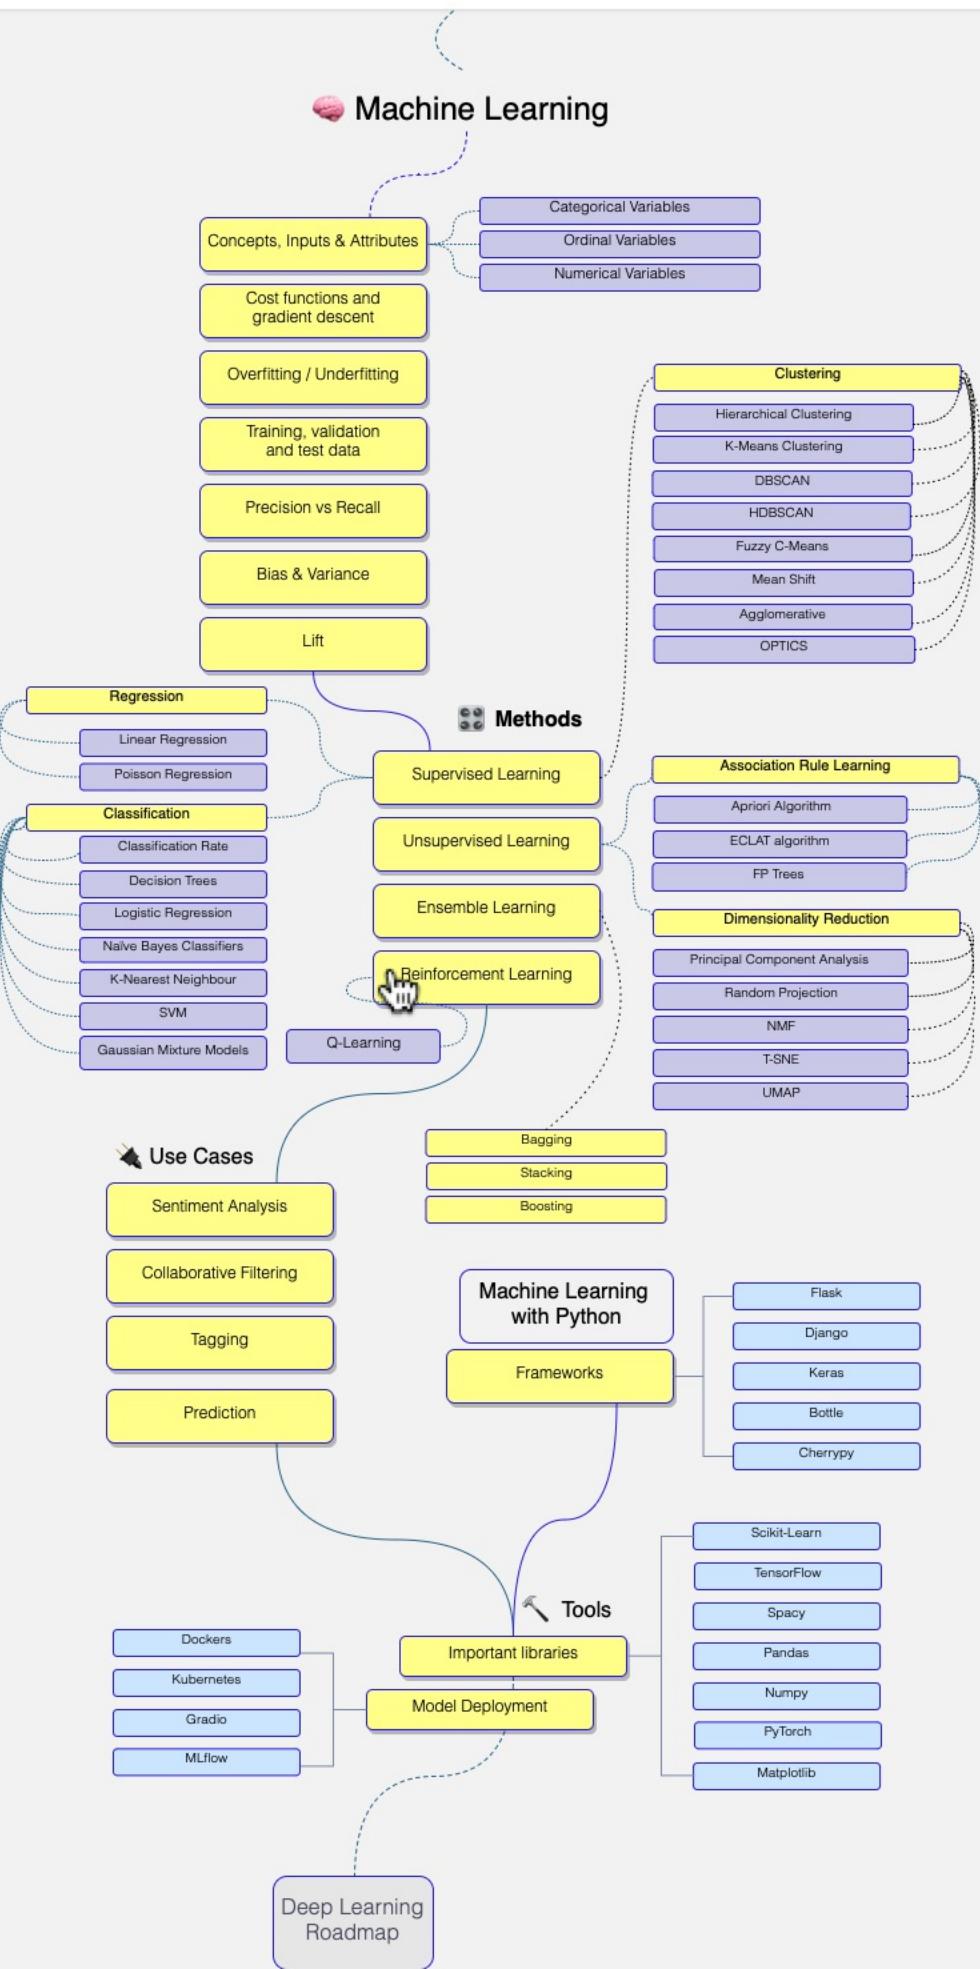 Machine Learning
Concepts, Inputs & Attributes
Categorical Variables
Ordinal Variables
Numerical Variables
Cost functions and
gradient descent
Overfitting / Underfitting
Training, validation
and test data
Precision vs Recall
Bias & Variance
Lift
Clustering
Hierarchical Clustering
K-Means Clustering
DBSCAN
HDBSCAN
Fuzzy C-Means
Mean Shift
Agglomerative
OPTICS
Methods
Regression
Linear Regression
Poisson Regression
Classification
Classification Rate
Decision Trees
Logistic Regression
Naïve Bayes Classifiers
K-Nearest Neighbour
SVM
Gaussian Mixture Models
Supervised Learning
Unsupervised Learning
Ensemble Learning
Reinforcement Learning
Q-Learning
Association Rule Learning
Apriori Algorithm
ECLAT algorithm
FP Trees
Dimensionality Reduction
Principal Component Analysis
Random Projection
NMF
T-SNE
UMAP
Bagging
Stacking
Boosting
Use Cases
Sentiment Analysis
Collaborative Filtering
Tagging
Prediction
Machine Learning
with Python
Frameworks
Flask
Django
Keras
Bottle
Cherrypy
Tools
Important libraries
Scikit-Learn
TensorFlow
Spacy
Pandas
Numpy
PyTorch
Matplotlib
Model Deployment
Dockers
Kubernetes
Gradio
MLflow
Deep Learning
Roadmap